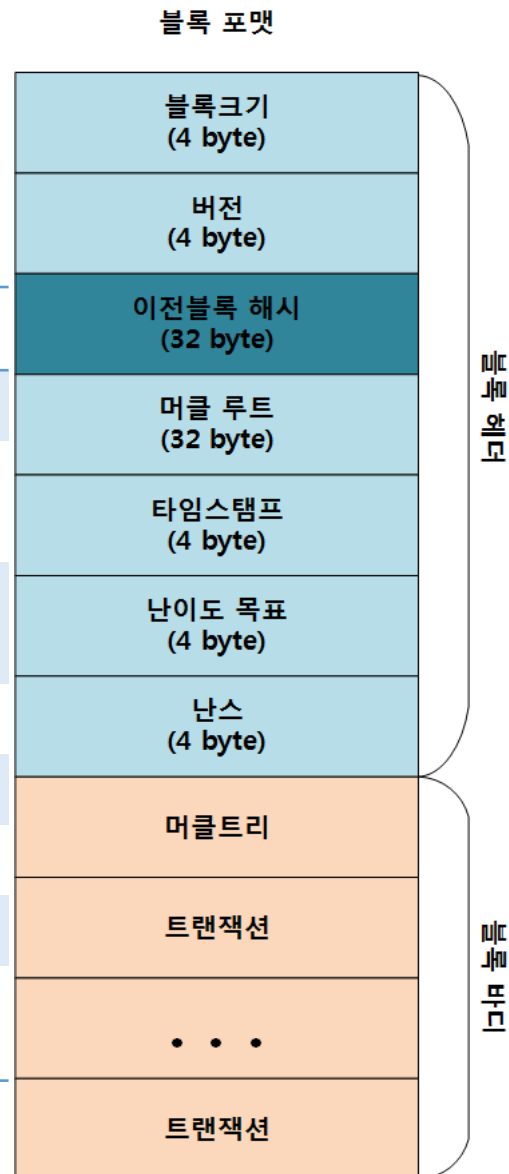 블록 포맷
블록크기
(4 byte)
버전
(4 byte)
이전블록 해시
(32 byte)
머클 루트
(32 byte)
타임스탬프
(4 byte)
난이도 목표
(4 byte)
난스
(4 byte)
블록 헤더
머클트리
트랜잭션
• • •
트랜잭션
블록 바디